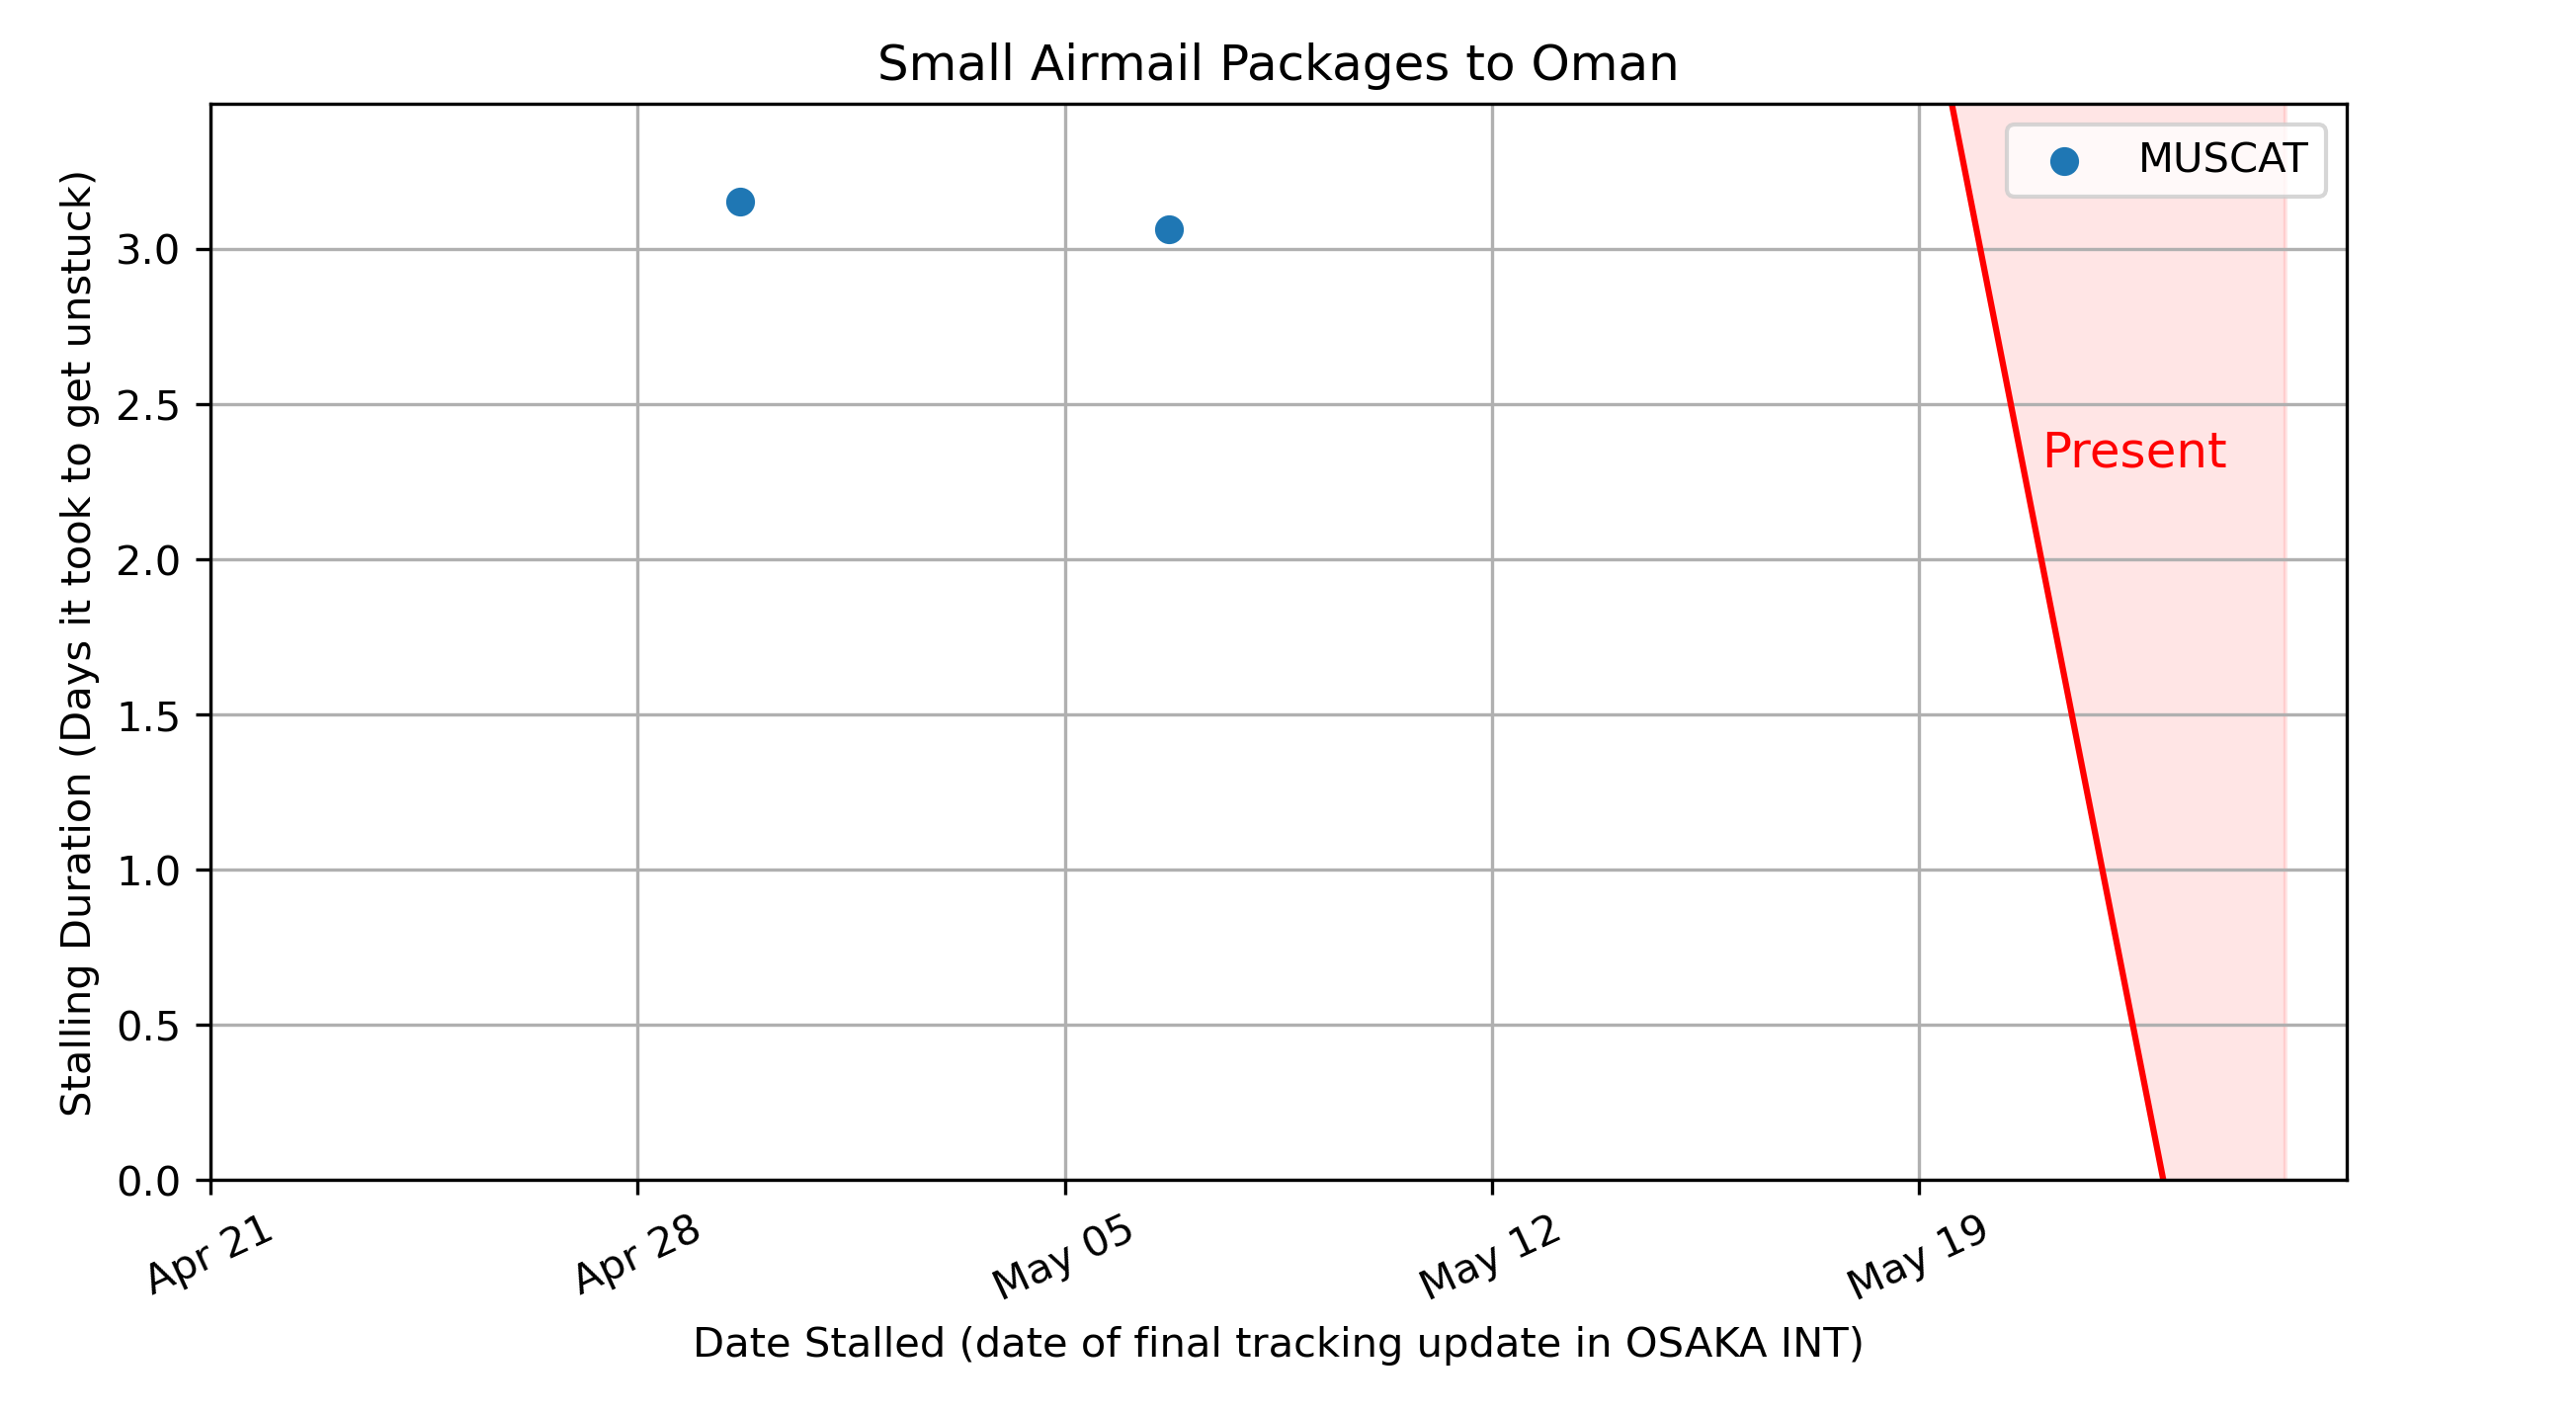 Small Airmail Packages to Oman
MUSCAT
Present
Stalling Duration (Days it took to get unstuck)
3.0
2.5
2.0
1.5
1.0
0.5
0.0
Apr 21
Apr 28
May 05
May 12
May 19
Date Stalled (date of final tracking update in OSAKA INT)